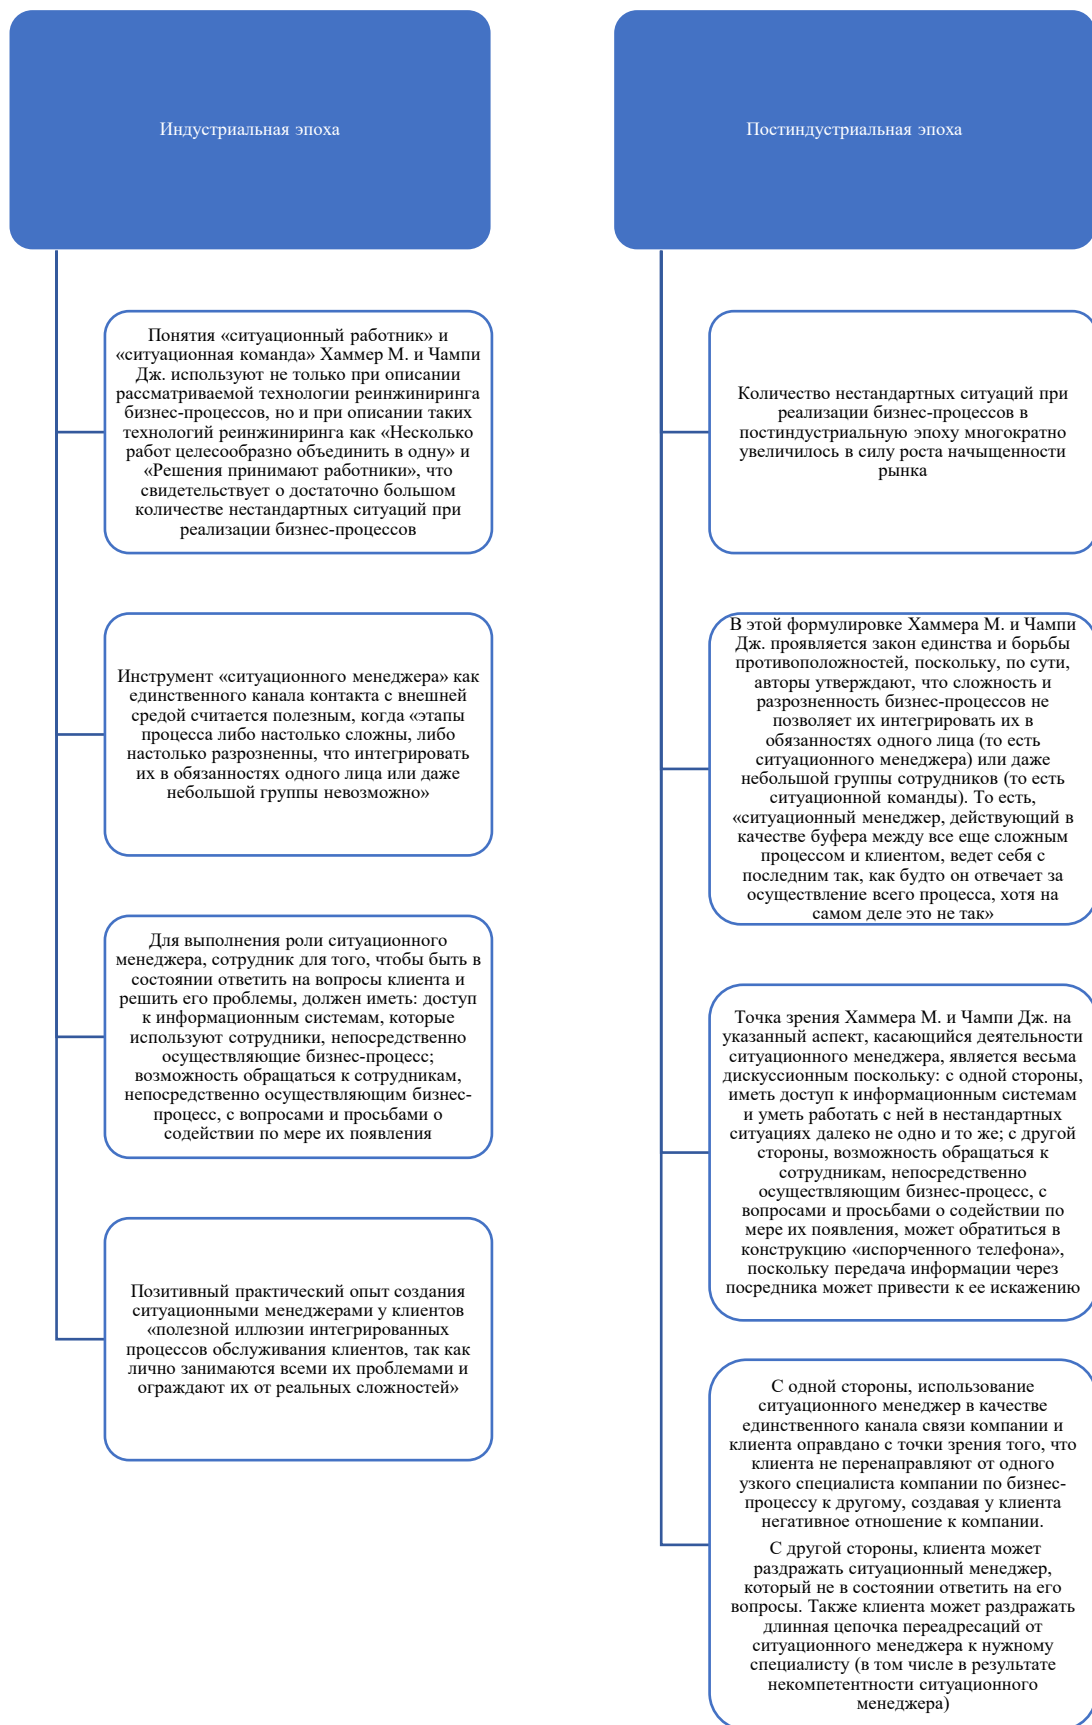 Индустриальная эпоха
Понятия «ситуационный работник» и
«ситуационная команда» Хаммер М. и Чампи
Дж. используют не только при описании
рассматриваемой технологии реинжиниринга
бизнес-процессов, но и при описании таких
технологий реинжиниринга как «Несколько
работ целесообразно объединить в одну» и
«Решения принимают работники», что
свидетельствует о достаточно большом
количестве нестандартных ситуаций при
реализации бизнес-процессов
Инструмент «ситуационного менеджера» как
единственного канала контакта с внешней
средой считается полезным, когда «этапы
процесса либо настолько сложны, либо
настолько разрозненны, что интегрировать
их в обязанностях одного лица или даже
небольшой группы невозможно»
Для выполнения роли ситуационного
менеджера, сотрудник для того, чтобы быть в
состоянии ответить на вопросы клиента и
решить его проблемы, должен иметь: доступ
к информационным системам, которые
используют сотрудники, непосредственно
осуществляющие бизнес-процесс;
возможность обращаться к сотрудникам,
непосредственно осуществляющим бизнес-
процесс, с вопросами и просьбами о
содействии по мере их появления
Позитивный практический опыт создания
ситуационными менеджерами у клиентов
«полезной иллюзии интегрированных
процессов обслуживания клиентов, так как
лично занимаются всеми их проблемами и
ограждают их от реальных сложностей»
Постиндустриальная эпоха
Количество нестандартных ситуаций при
реализации бизнес-процессов в
постиндустриальную эпоху многократно
увеличилось в силу роста начыщенности
рынка
В этой формулировке Хаммера М. и Чампи
Дж. проявляется закон единства и борьбы
противоположностей, поскольку, по сути,
авторы утверждают, что сложность и
разрозненность бизнес-процессов не
позволяет их интегрировать их в
обязанностях одного лица (то есть
ситуационного менеджера) или даже
небольшой группы сотрудников (то есть
ситуационной команды). То есть,
«ситуационный менеджер, действующий в
качестве буфера между все еще сложным
процессом и клиентом, ведет себя с
последним так, как будто он отвечает за
осуществление всего процесса, хотя на
самом деле это не так»
Точка зрения Хаммера М. и Чампи Дж. на
указанный аспект, касающийся деятельности
ситуационного менеджера, является весьма
дискуссионным поскольку: с одной стороны,
иметь доступ к информационным системам
и уметь работать с ней в нестандартных
ситуациях далеко не одно и то же; с другой
стороны, возможность обращаться к
сотрудникам, непосредственно
осуществляющим бизнес-процесс, с
вопросами и просьбами о содействии по
мере их появления, может обратиться в
конструкцию «испорченного телефона»,
поскольку передача информации через
посредника может привести к ее искажению
С одной стороны, использование
ситуационного менеджер в качестве
единственного канала связи компании и
клиента оправдано с точки зрения того, что
клиента не перенаправляют от одного
узкого специалиста компании по бизнес-
процессу к другому, создавая у клиента
негативное отношение к компании.
С другой стороны, клиента может
раздражать ситуационный менеджер,
который не в состоянии ответить на его
вопросы. Также клиента может раздражать
длинная цепочка переадресаций от
ситуационного менеджера к нужному
специалисту (в том числе в результате
некомпетентности ситуационного
менеджера)